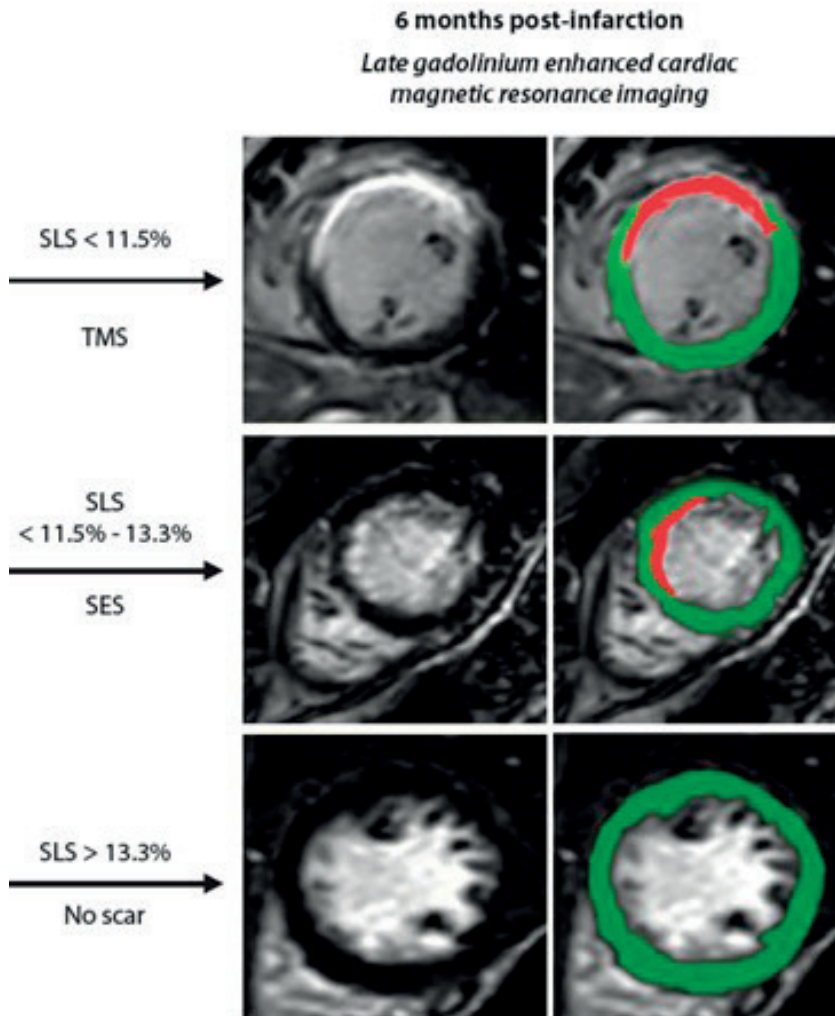 6 months post-infarction
Late gadolinium enhanced cardiac
magnetic resonance imaging
SLS < 11.5%
TMS
SLS
< 11.5% - 13.3%
SES
SLS > 13.3%
No scar